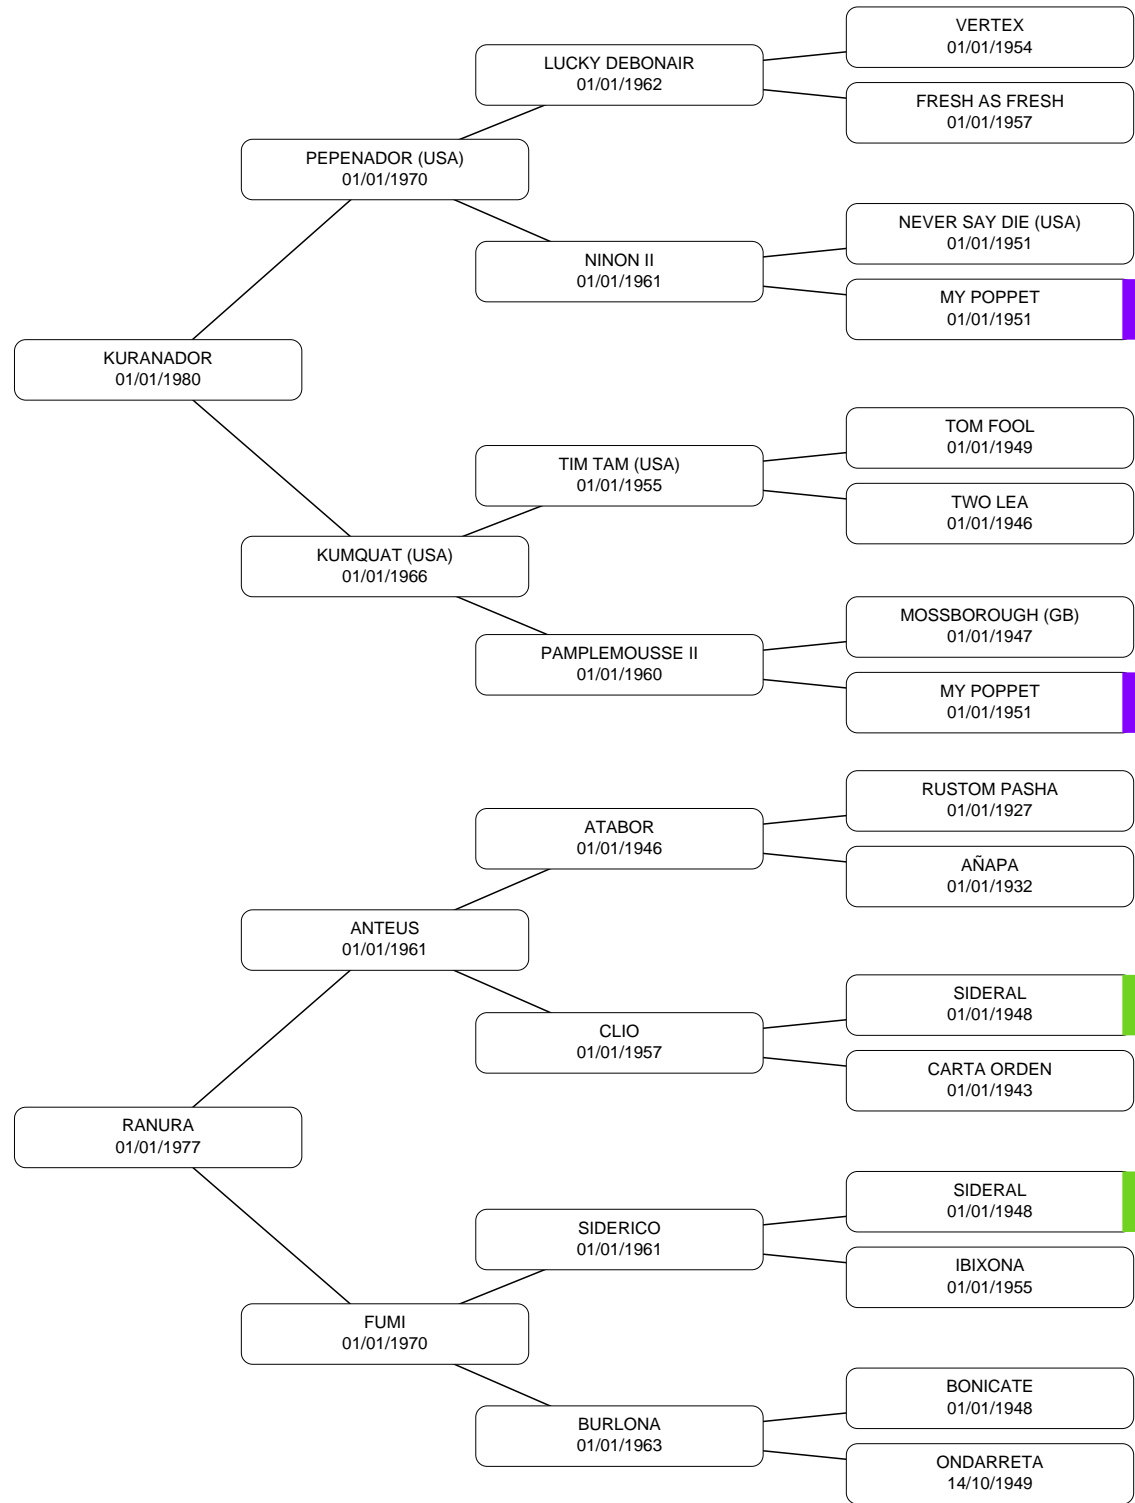 VERTEX
01/01/1954
LUCKY DEBONAIR
01/01/1962
FRESH AS FRESH
01/01/1957
PEPENADOR (USA)
01/01/1970
NEVER SAY DIE (USA)
01/01/1951
NINON II
01/01/1961
MY POPPET
01/01/1951
KURANADOR
01/01/1980
TOM FOOL
01/01/1949
TIM TAM (USA)
01/01/1955
TWO LEA
01/01/1946
KUMQUAT (USA)
01/01/1966
MOSSBOROUGH (GB)
01/01/1947
PAMPLEMOUSSE II
01/01/1960
MY POPPET
01/01/1951
RUSTOM PASHA
01/01/1927
ATABOR
01/01/1946
AÑAPA
01/01/1932
ANTEUS
01/01/1961
SIDERAL
01/01/1948
CLIO
01/01/1957
CARTA ORDEN
01/01/1943
RANURA
01/01/1977
SIDERAL
01/01/1948
SIDERICO
01/01/1961
IBIXONA
01/01/1955
FUMI
01/01/1970
BONICATE
01/01/1948
BURLONA
01/01/1963
ONDARRETA
14/10/1949